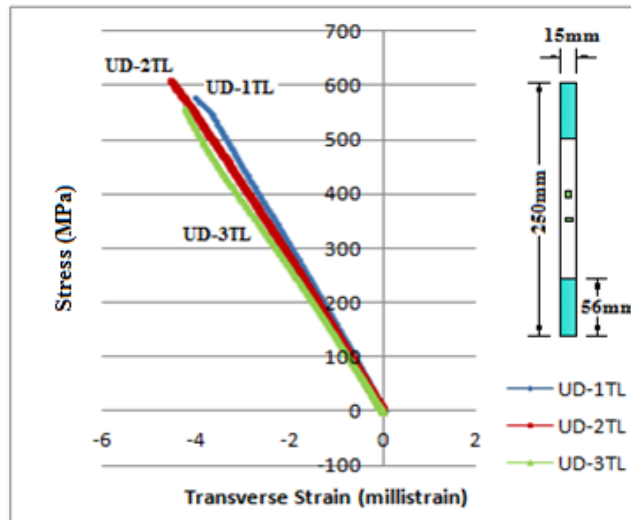 700
600
500
400
300
200
100
0
-100
-6
-4
-2
0
2
Stress (MPa)
Transverse Strain (millistrain)
UD-2TL
UD-1TL
UD-3TL
15mm
250mm
56mm
UD-1TL
UD-2TL
UD-3TL